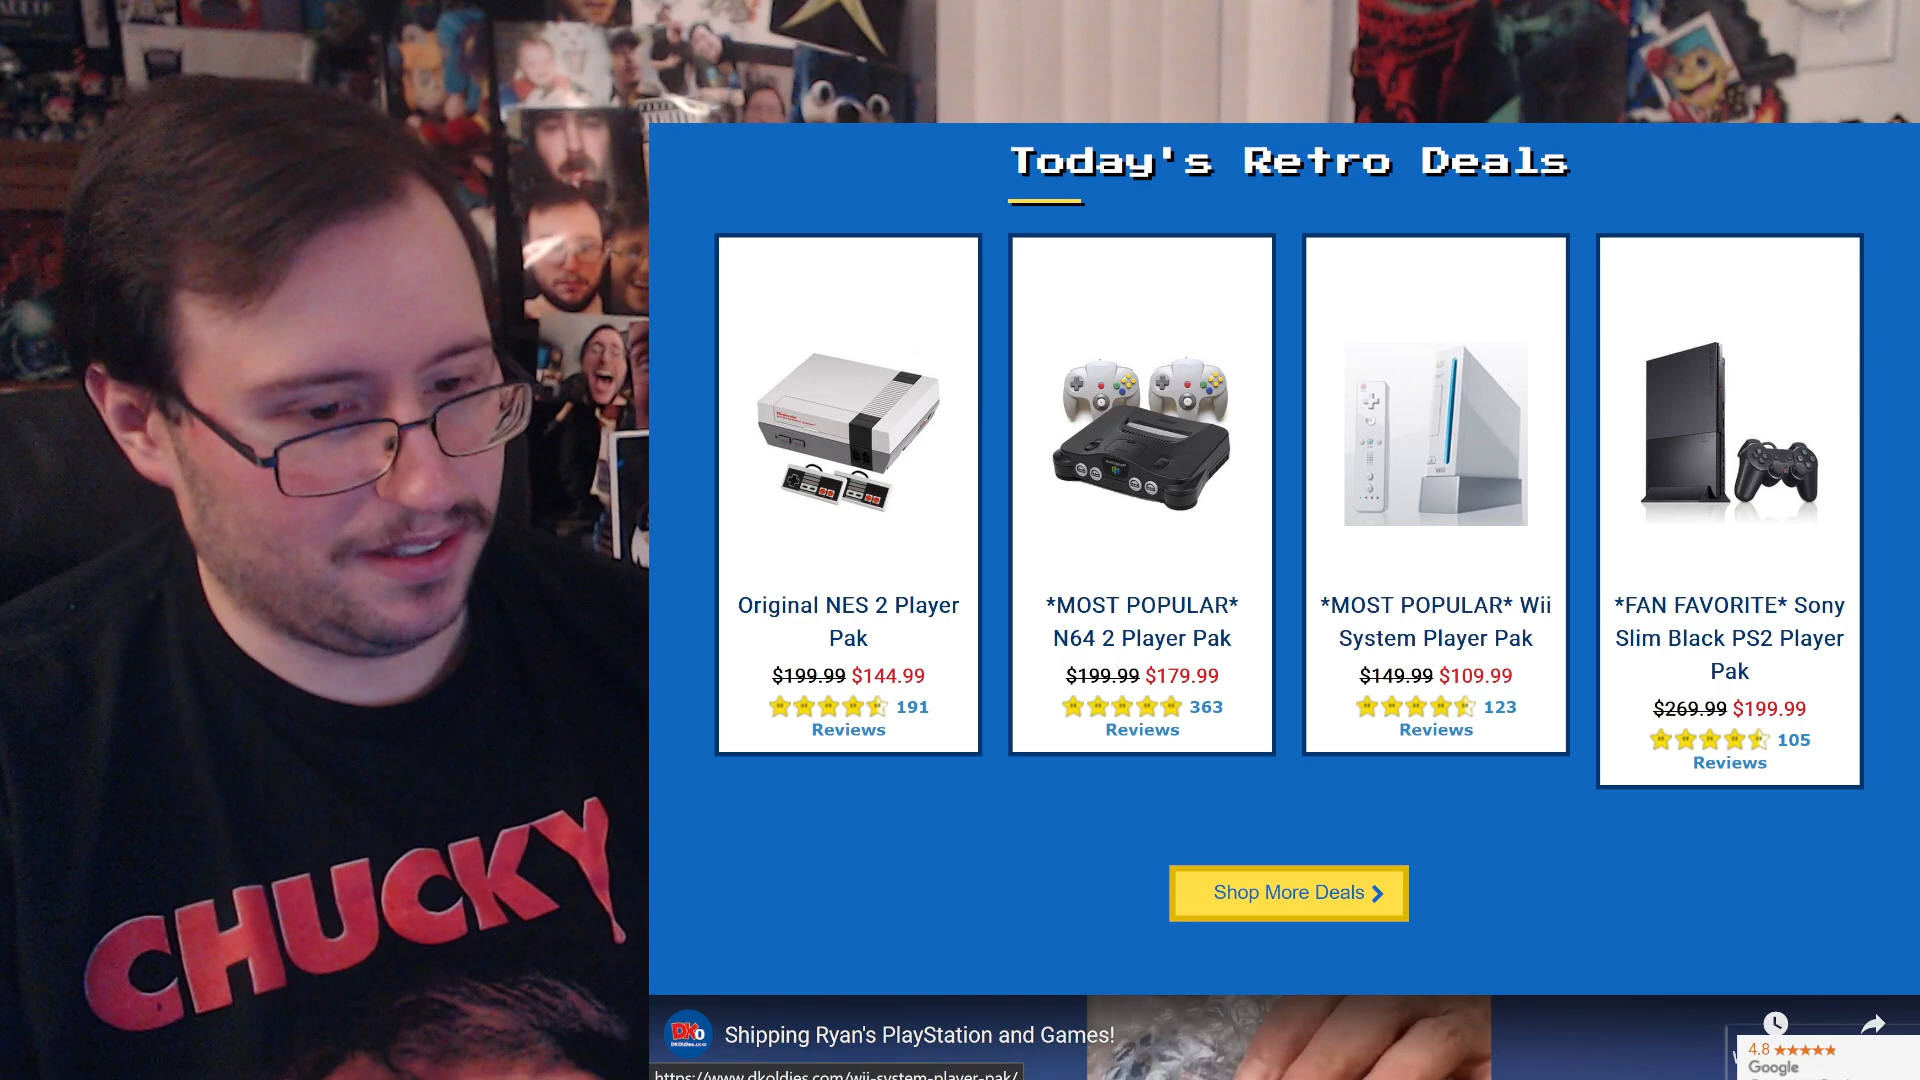 Today's Retro Deals
Original NES 2 Player
Pak
$199.99 $144.99
191
Reviews
*MOST POPULAR*
N64 2 Player Pak
$199.99 $179.99
363
Reviews
*MOST POPULAR* Wii
System Player Pak
$149.99 $109.99
123
Reviews
*FAN FAVORITE* Sony
Slim Black PS2 Player
Pak
$269.99 $199.99
105
Reviews
Shop More Deals
CHUCKY
DKO
DKOldies.com
Shipping Ryan's PlayStation and Games!
4.8
Google
https://www.dkoldies.com/wii-system-player-pak/